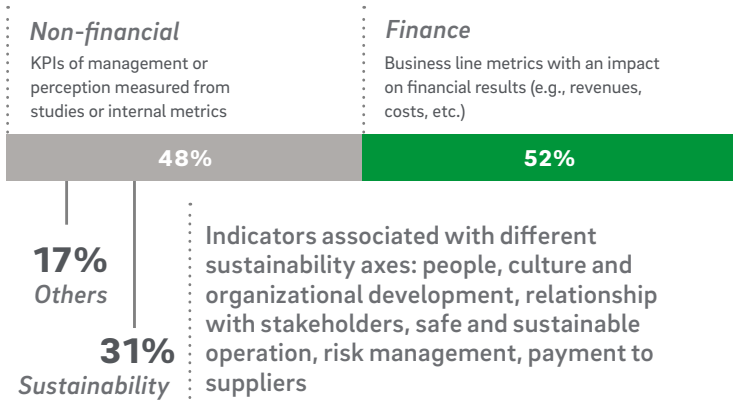 Non-financial
KPIs of management or
perception measured from
studies or internal metrics
Finance
Business line metrics with an impact
on financial results (e.g., revenues,
costs, etc.)
48%
52%
17%
Others
31%
Sustainability
Indicators associated with different
sustainability axes: people, culture and
organizational development, relationship
with stakeholders, safe and sustainable
operation, risk management, payment to
suppliers